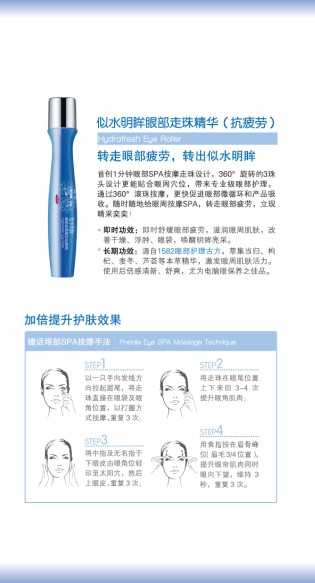 似水明眸眼部走珠精华（抗疲劳）
Hydrafresh Eye Roller
转走眼部疲劳，转出似水明眸
首创1分钟眼部SPA按摩走珠设计，360°旋转的3珠
头设计更能贴合眼周穴位，带来专业级眼部护理，
通过360°滚珠按摩，更快促进眼部微循环和产品吸
收。随时随地给眼周按摩SPA，转走眼部疲劳，立现
睛采奕奕！
·即时功效：即时舒缓眼部疲劳，滋润眼周肌肤，改
善干燥、浮肿、眼袋，唤醒明眸亮采。
·长期功效：源自1582眼部护理古方，萃集当归、枸
杞、麦冬、芦荟等本草精华，激发眼周肌肤活力。
使用后倍感清新、舒爽，尤为电脑眼保养之佳品。
加倍提升护肤效果
瞳话眼部SPA按摩手法 Prelate Eye SPA Massage Technique
STEP1
以一只手向发线方
向拉起眉尾，将走
珠直接在眼袋及眼
角位置，以打圈方
式按摩，重复3次；
STEP2
将走珠在眼尾位置
上下来回 3-4 次
提升眼角肌肉；
STEP3
将中指及无名指于
下眼皮由眼角位轻
印至太阳穴，然后
上眼皮，重复3次；
STEP4
用食指按在眉骨峰
位（眉毛3/4位置），
提升眼帘肌肉同时
眼向下望，维持 3
秒，重复 3 次。